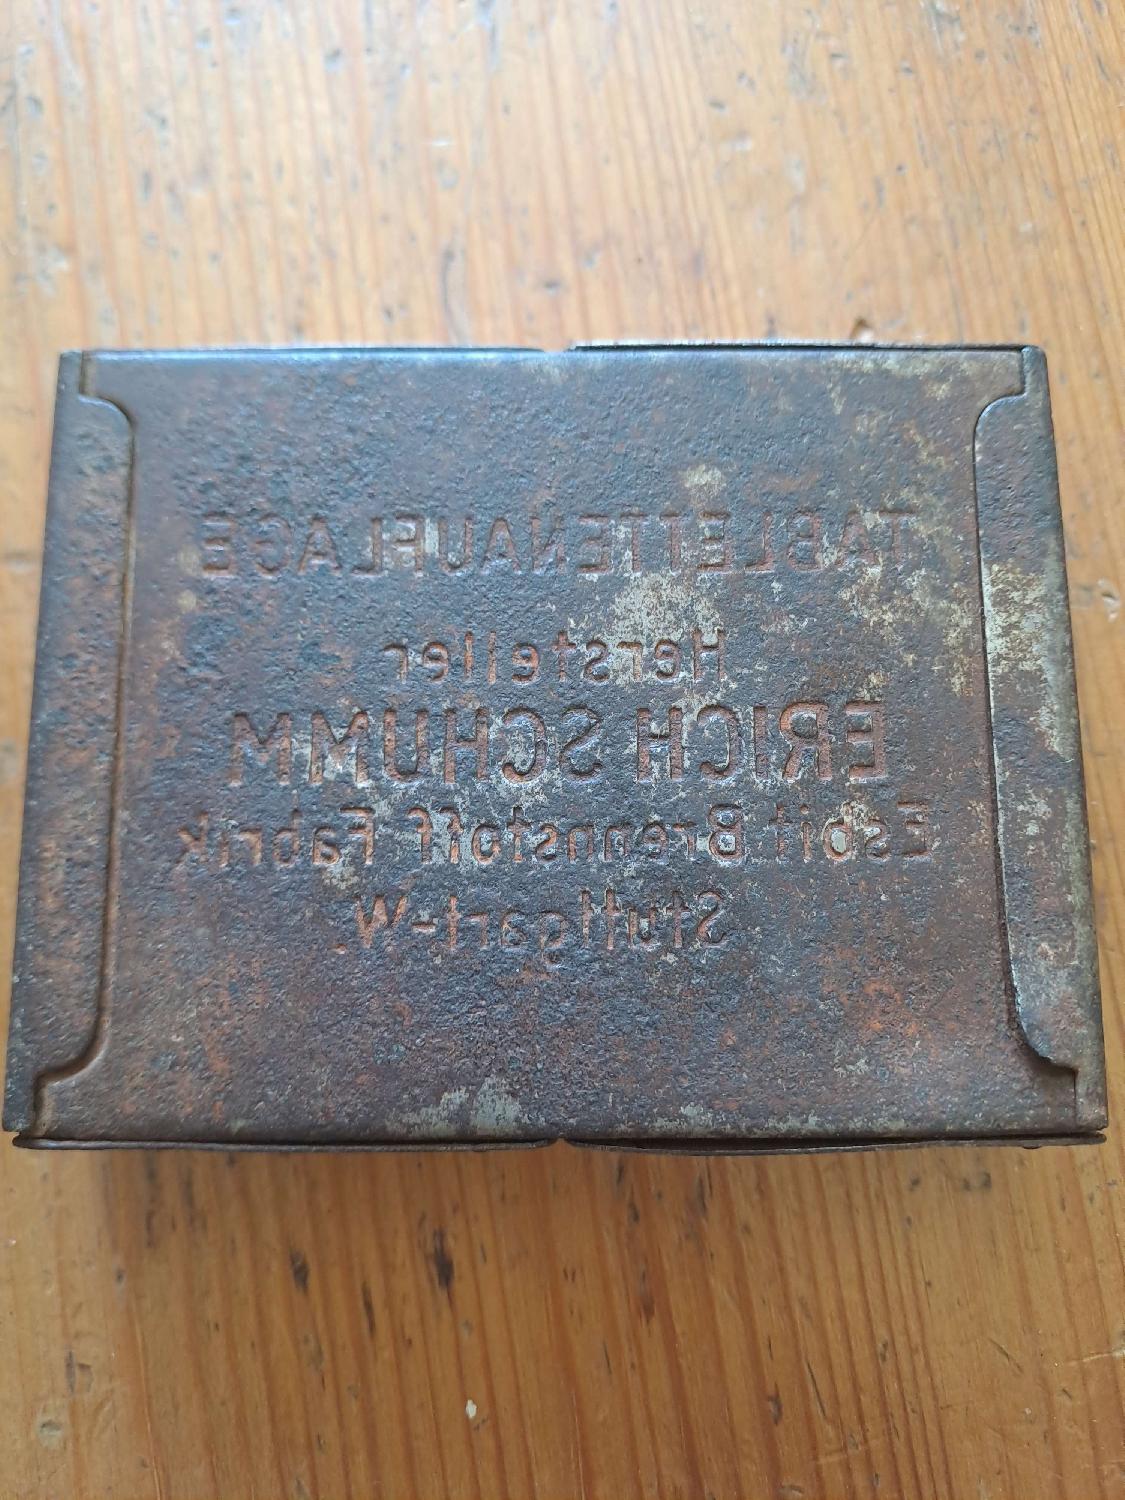 TABLETTENAUFLAGE
Hersteller
ERICH SCHUMM
Esbit Brennstoff Fabrik
Stuttgart-W.